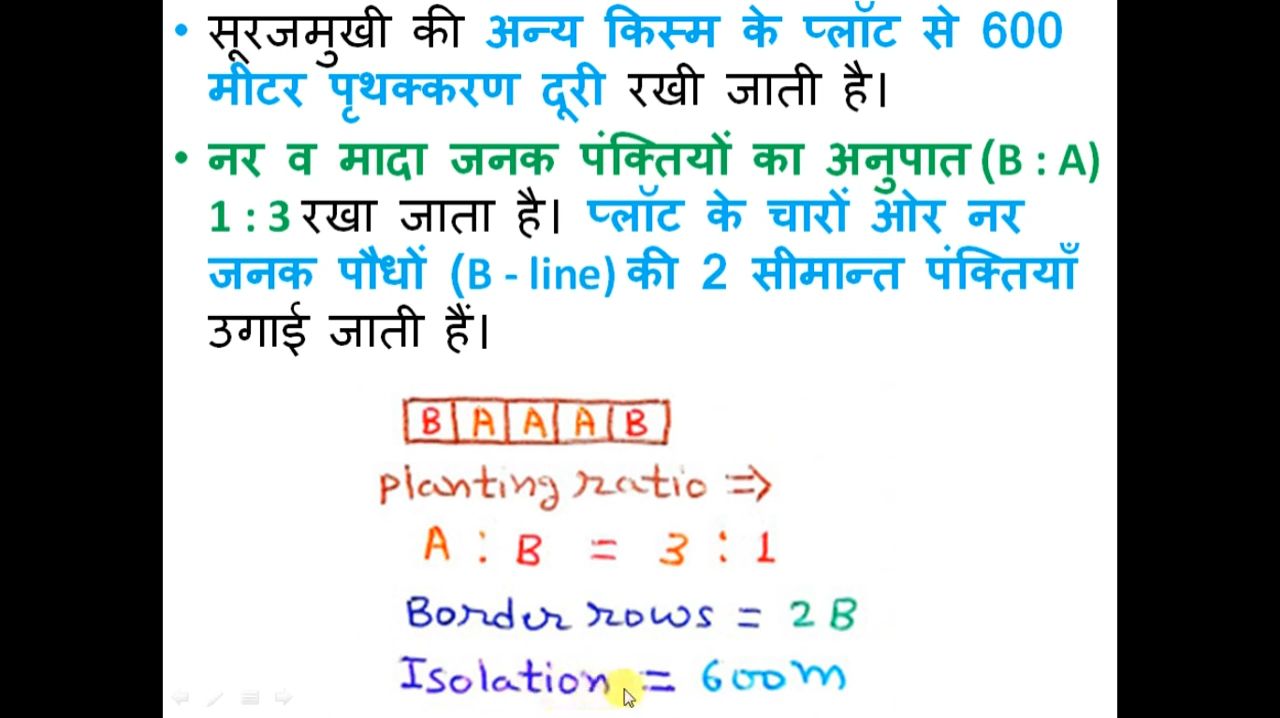 • सूरजमुखी की अन्य किस्म के प्लॉट से 600
मीटर पृथक्करण दूरी रखी जाती है।
• नर व मादा जनक पंक्तियों का अनुपात (B : A)
1 : 3 रखा जाता है। प्लॉट के चारों ओर नर
जनक पौधों (B - line) की 2 सीमान्त पंक्तियाँ
उगाई जाती हैं।
B A A A B
planting ratio ⇒
A : B = 3 : 1
Border rows = 2 B
Isolation = 600m